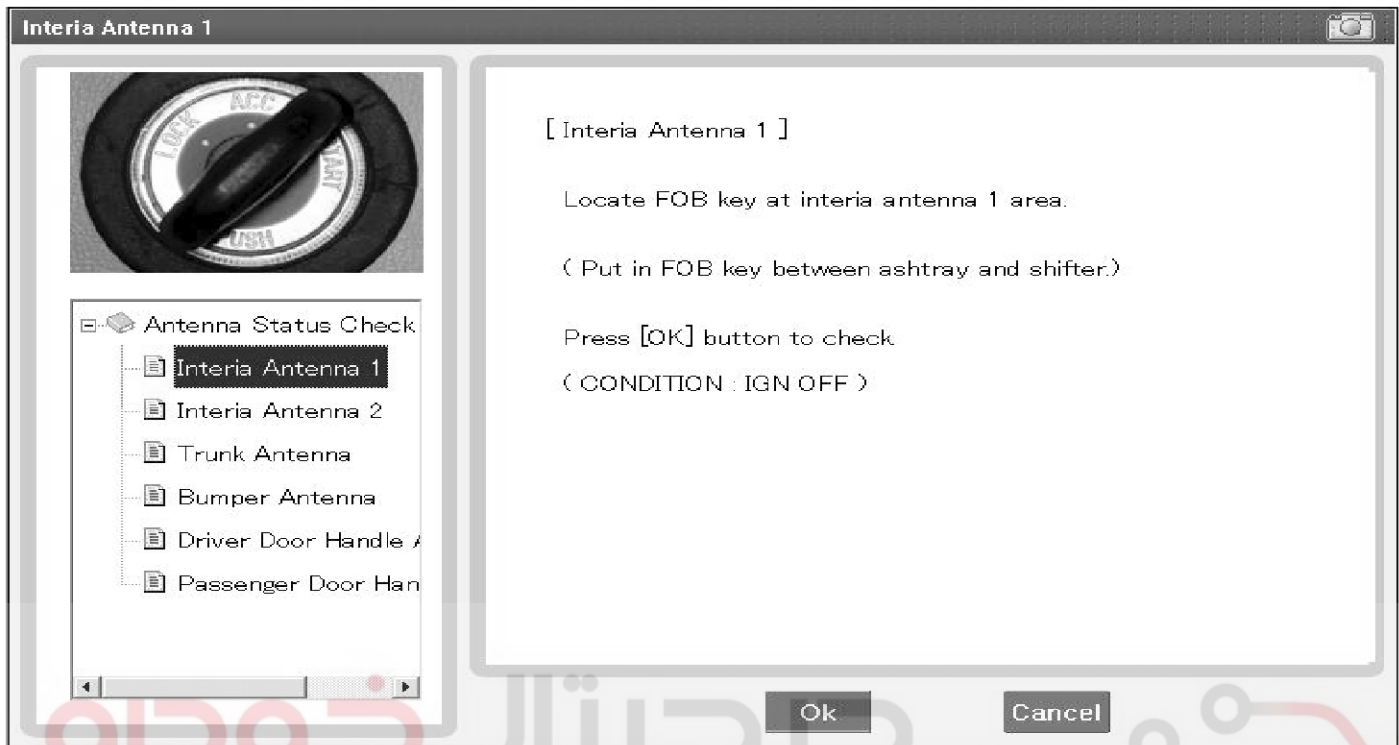 Interia Antenna 1
ACC
LOCK
START
PUSH
Antenna Status Check
Interia Antenna 1
Interia Antenna 2
Trunk Antenna
Bumper Antenna
Driver Door Handle
Passenger Door Han
[ Interia Antenna 1 ]
Locate FOB key at interia antenna 1 area.
( Put in FOB key between ashtray and shifter.)
Press [OK] button to check
( CONDITION : IGN OFF )
Ok
Cancel